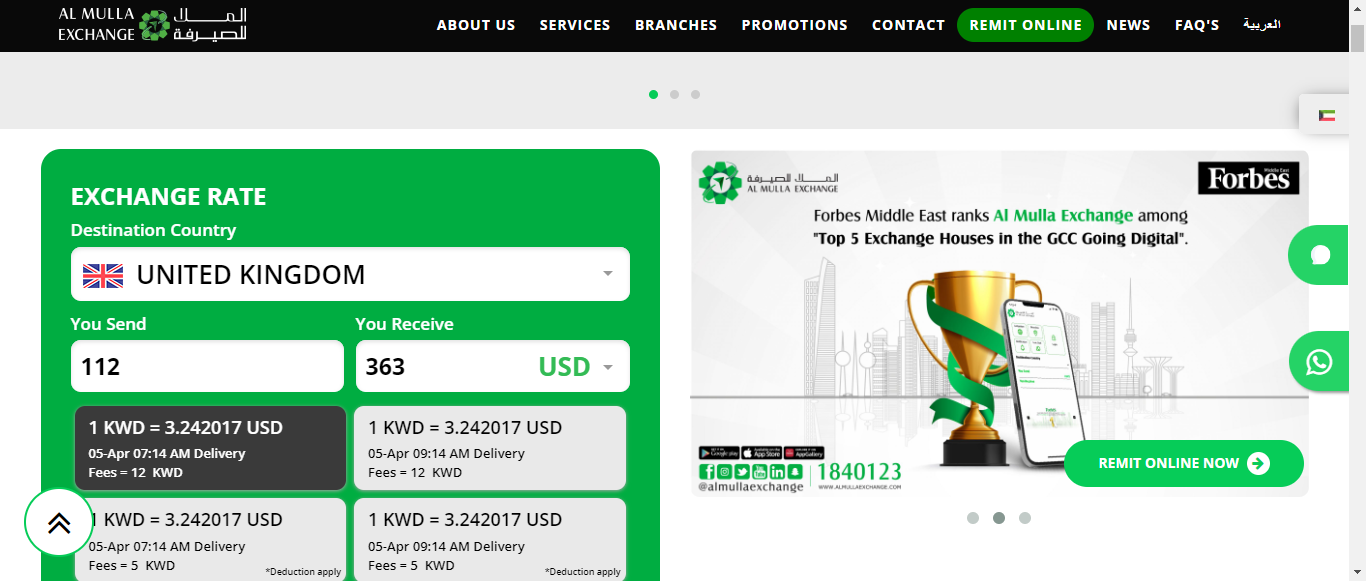 AL MULLA EXCHANGE
المـــلا للصيـرفة
ABOUT US
SERVICES
BRANCHES
PROMOTIONS
CONTACT
REMIT ONLINE
NEWS
FAQ'S
العربية
EXCHANGE RATE
Destination Country
UNITED KINGDOM
You Send
You Receive
112
363 USD
1 KWD = 3.242017 USD
05-Apr 07:14 AM Delivery
Fees = 12 KWD
1 KWD = 3.242017 USD
05-Apr 09:14 AM Delivery
Fees = 12 KWD
1 KWD = 3.242017 USD
05-Apr 07:14 AM Delivery
Fees = 5 KWD
*Deduction apply
1 KWD = 3.242017 USD
05-Apr 09:14 AM Delivery
Fees = 5 KWD
*Deduction apply
المـــلا للصيـرفة
AL MULLA EXCHANGE
Middle East
Forbes
Forbes Middle East ranks Al Mulla Exchange among
"Top 5 Exchange Houses in the GCC Going Digital".
Google play
App Store
AppGallery
@almullaexchange
1840123
WWW.ALMULLAEXCHANGE.COM
REMIT ONLINE NOW